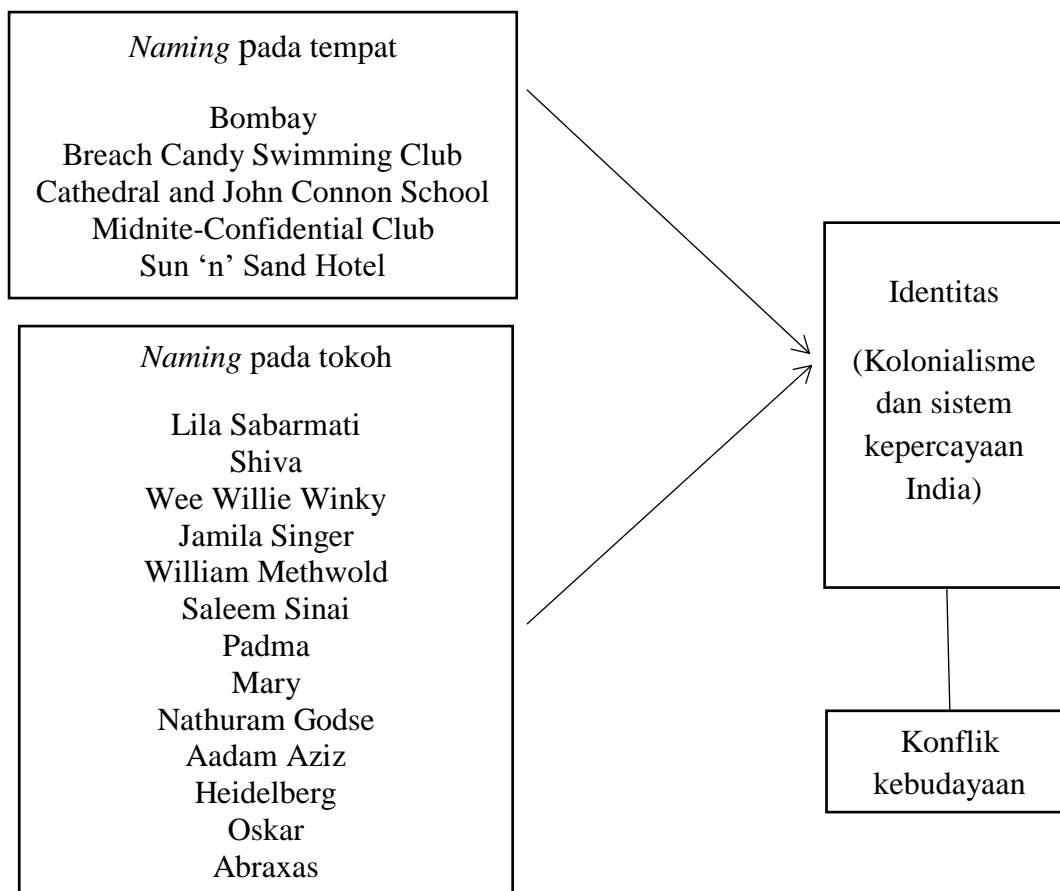 Naming pada tempat
Bombay
Breach Candy Swimming Club
Cathedral and John Connon School
Midnite-Confidential Club
Sun ‘n’ Sand Hotel
Naming pada tokoh
Lila Sabarmati
Shiva
Wee Willie Winky
Jamila Singer
William Methwold
Saleem Sinai
Padma
Mary
Nathuram Godse
Aadam Aziz
Heidelberg
Oskar
Abraxas
Identitas
(Kolonialisme
dan sistem
kepercayaan
India)
Konflik
kebudayaan